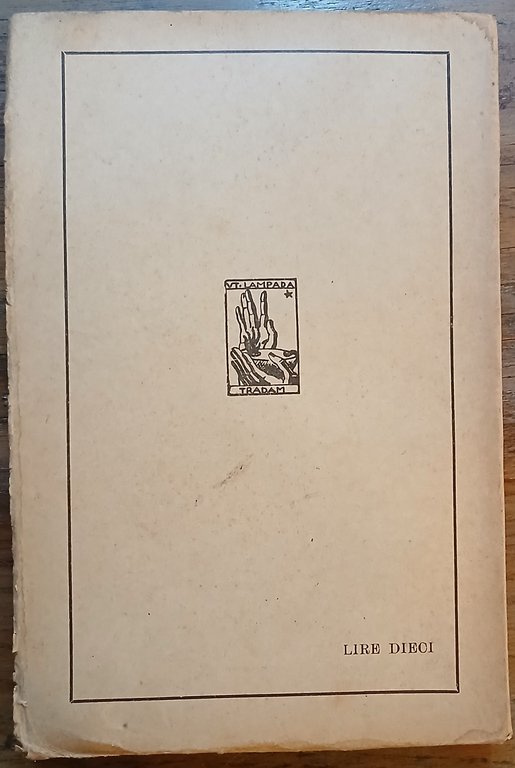 VT · LAMPADA
TRADAM
LIRE DIECI